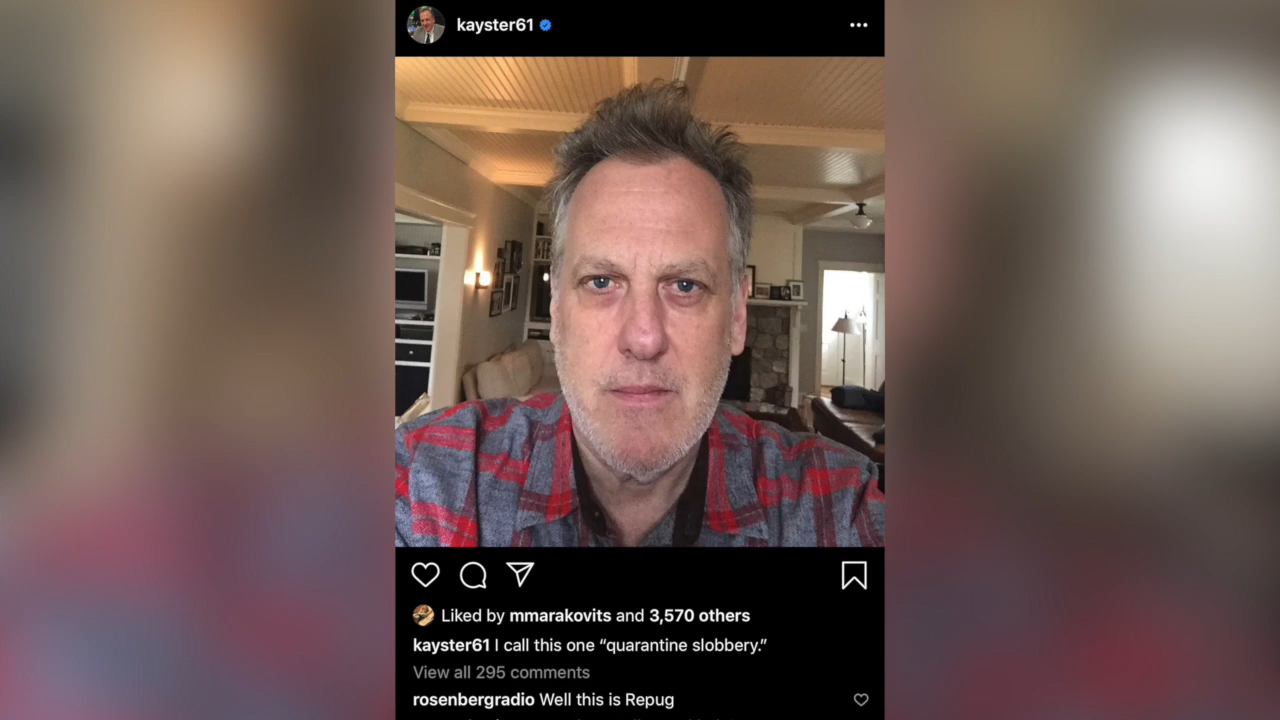 kayster61
Liked by mmarakovits and 3,570 others
kayster61 I call this one “quarantine slobbery.”
View all 295 comments
rosenbergradio Well this is Repug